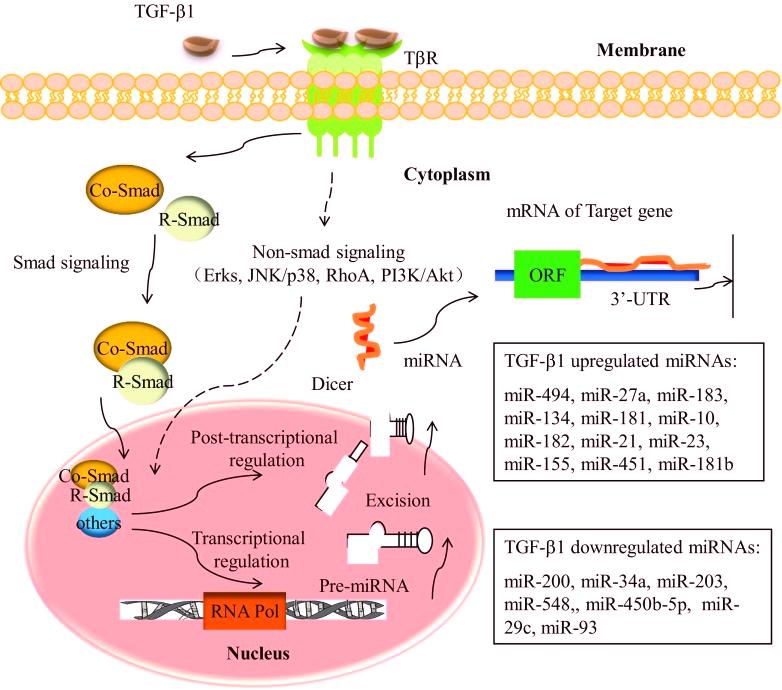 TGF-β1
TβR
Membrane
Cytoplasm
Co-Smad
R-Smad
Smad signaling
Non-smad signaling
(Erks, JNK/p38, RhoA, PI3K/Akt)
mRNA of Target gene
ORF
3’-UTR
miRNA
Co-Smad
R-Smad
Dicer
TGF-β1 upregulated miRNAs:
miR-494, miR-27a, miR-183,
miR-134, miR-181, miR-10,
miR-182, miR-21, miR-23,
miR-155, miR-451, miR-181b
Post-transcriptional
regulation
Co-Smad
R-Smad
others
Excision
Transcriptional
regulation
Pre-miRNA
RNA Pol
Nucleus
TGF-β1 downregulated miRNAs:
miR-200, miR-34a, miR-203,
miR-548,, miR-450b-5p, miR-
29c, miR-93